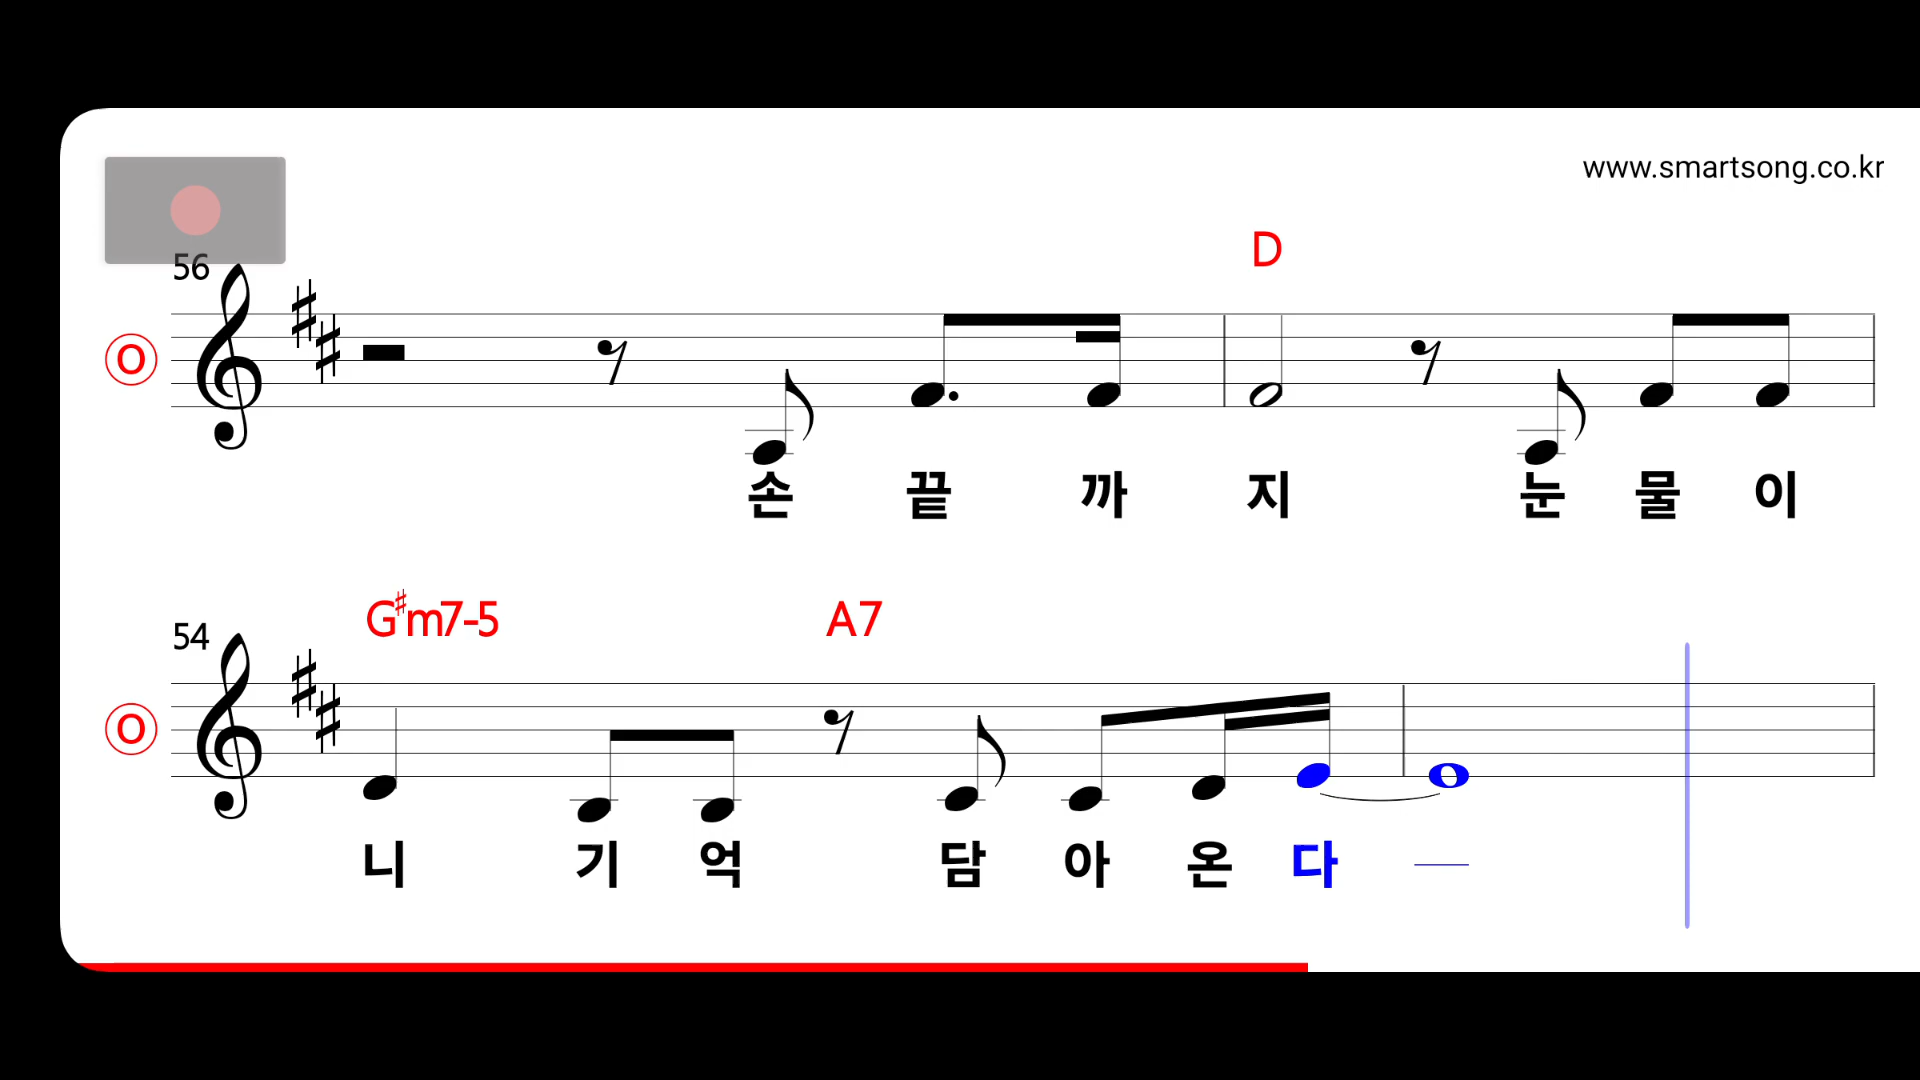 www.smartsong.co.kr
56
D
O
손 끝 까 지 눈 물 이
54
G♯m7-5 A7
O
니 기 억 담 아 온 다 —